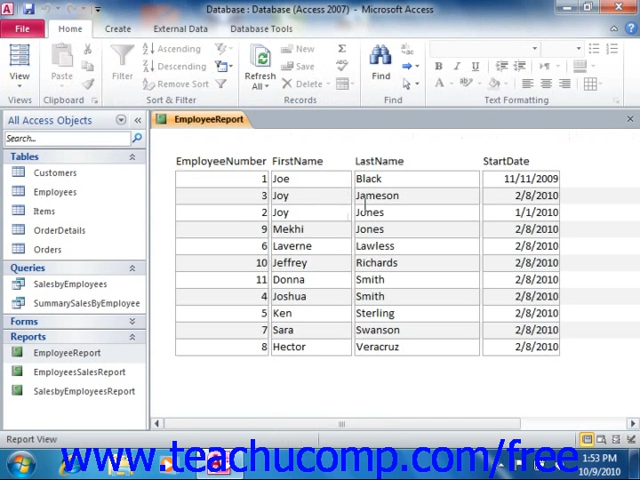 Database : Database (Access 2007) - Microsoft Access
File Home Create External Data Database Tools
View
Views
Paste
Clipboard
Filter
Ascending
Descending
Remove Sort
Sort & Filter
Refresh All
New
Save
Delete
Records
Find
Find
B I U
Text Formatting
All Access Objects
Search...
Tables
Customers
Employees
Items
OrderDetails
Orders
Queries
SalesbyEmployees
SummarySalesByEmployee
Forms
Reports
EmployeeReport
EmployeesSalesReport
SalesbyEmployeesReport
EmployeeReport
EmployeeNumber FirstName LastName StartDate
1 Joe Black 11/11/2009
3 Joy Jameson 2/8/2010
2 Joy Jones 1/1/2010
9 Mekhi Jones 2/8/2010
6 Laverne Lawless 2/8/2010
10 Jeffrey Richards 2/8/2010
11 Donna Smith 2/8/2010
4 Joshua Smith 2/8/2010
5 Ken Sterling 2/8/2010
7 Sara Swanson 2/8/2010
8 Hector Veracruz 2/8/2010
Report View
www.teachucomp.com/free
1:53 PM
10/9/2010